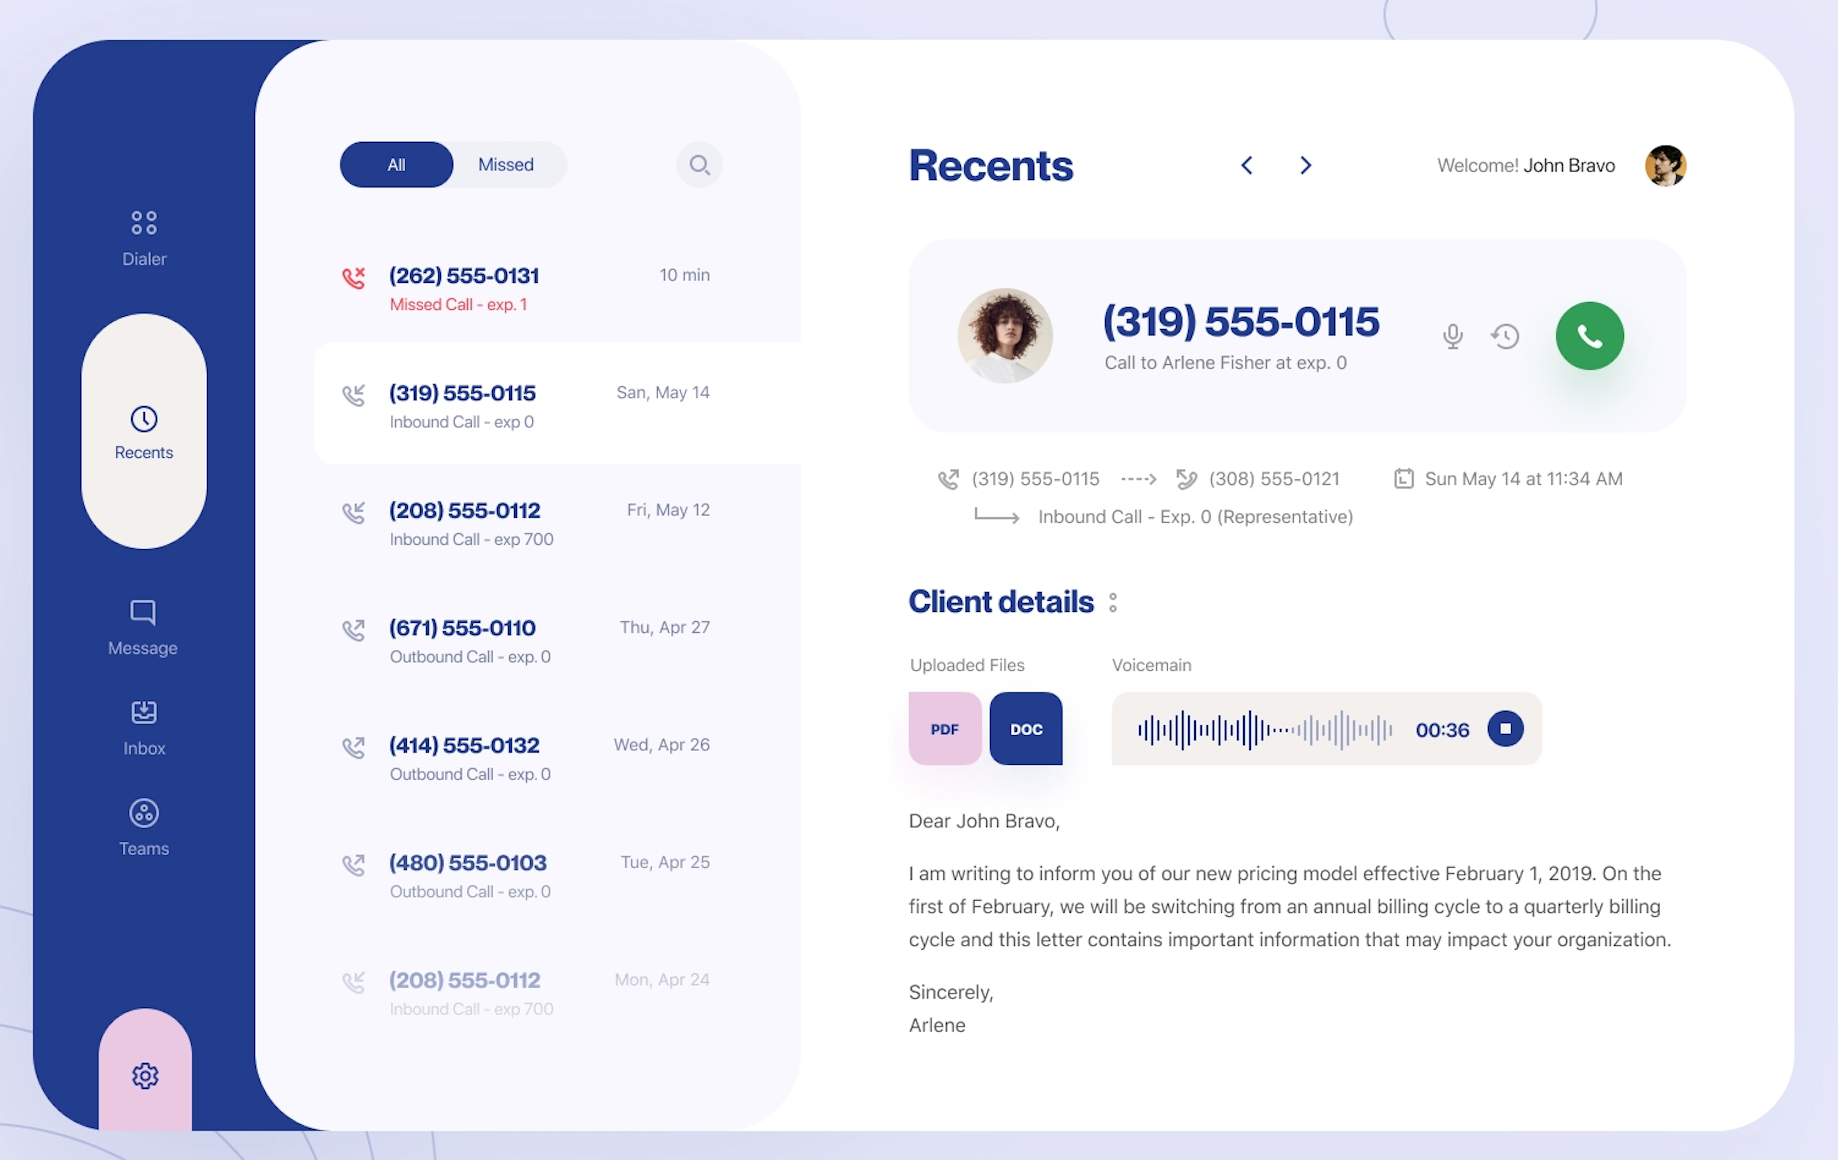 Dialer
Recents
Message
Inbox
Teams
All
Missed
(262) 555-0131
10 min
Missed Call - exp. 1
(319) 555-0115
San, May 14
Inbound Call - exp 0
(208) 555-0112
Fri, May 12
Inbound Call - exp 700
(671) 555-0110
Thu, Apr 27
Outbound Call - exp. 0
(414) 555-0132
Wed, Apr 26
Outbound Call - exp. 0
(480) 555-0103
Tue, Apr 25
Outbound Call - exp. 0
(208) 555-0112
Mon, Apr 24
Inbound Call - exp 700
Recents
Welcome! John Bravo
(319) 555-0115
Call to Arlene Fisher at exp. 0
(319) 555-0115
(308) 555-0121
Sun May 14 at 11:34 AM
Inbound Call - Exp. 0 (Representative)
Client details
Uploaded Files
Voicemain
PDF
DOC
00:36
Dear John Bravo,
I am writing to inform you of our new pricing model effective February 1, 2019. On the
first of February, we will be switching from an annual billing cycle to a quarterly billing
cycle and this letter contains important information that may impact your organization.
Sincerely,
Arlene